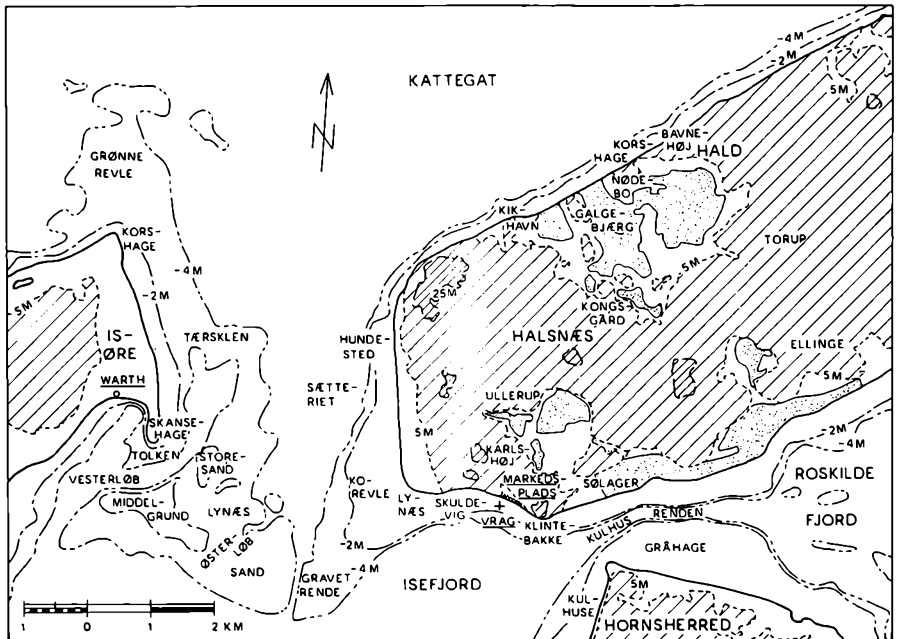 -4M
-2M
KATTEGAT
5M
BAVNE-
HØJ
KORS-
HAGE
HALD
GRØNNE
REVLE
N
NØDE-
BO
KIK-
HAVN
GALGE-
BJÆRG
TORUP
KORS-
HAGE
-4M
-2M
5M
5M
25M
KONGS-
GÅRD
IS-
ØRE
TÆRSKLEN
HUNDE-
STED
HALSNÆS
ELLINGE
5M
WARTH
SÆTTE-
RIET
ULLERUP
SKANSE-
HAGE
TOLKEN
5M
-2M
-4M
STORE-
SAND
KARLS-
HØJ
VESTERLØB
MARKEDS
PLADS
SØLAGER
ROSKILDE
FJORD
MIDDEL-
GRUND
LYNÆS
KO-
REVLE
LY-
NÆS
SKULDE-
VIG
VRAG
KLINTE-
BAKKE
KULHUS
RENDEN
ØSTER-
LØB
SAND
-2M
-4M
GRÅHAGE
GRAVET
RENDE
ISEFJORD
5M
KUL-
HUSE
HORNSHERRED
1 0 1 2 KM